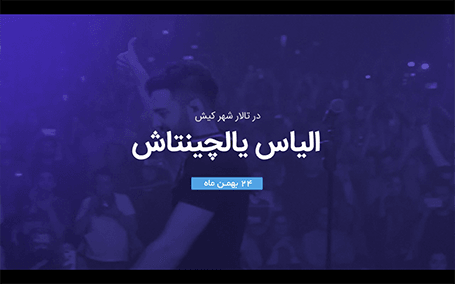 در تالار شهر کیش
الیاس یالچینتاش
۲۴ بهمن ماه